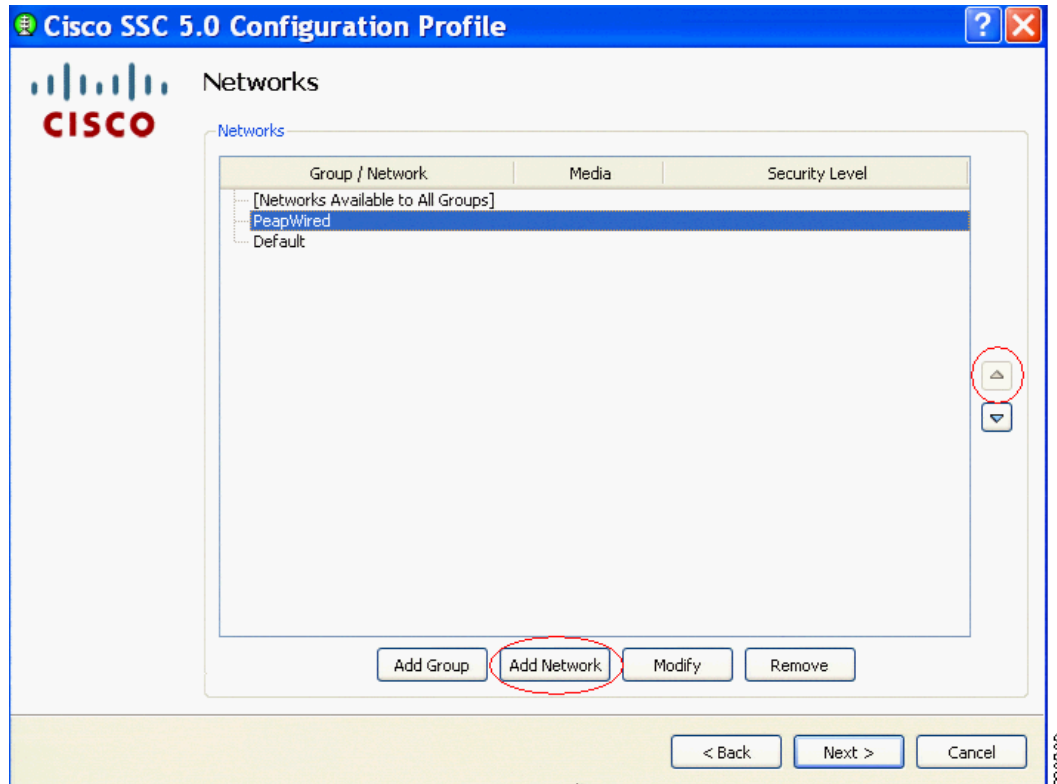 Cisco SSC 5.0 Configuration Profile
CISCO
Networks
Networks
Group / Network Media Security Level
[Networks Available to All Groups]
PeapWired
Default
Add Group Add Network Modify Remove
< Back Next > Cancel